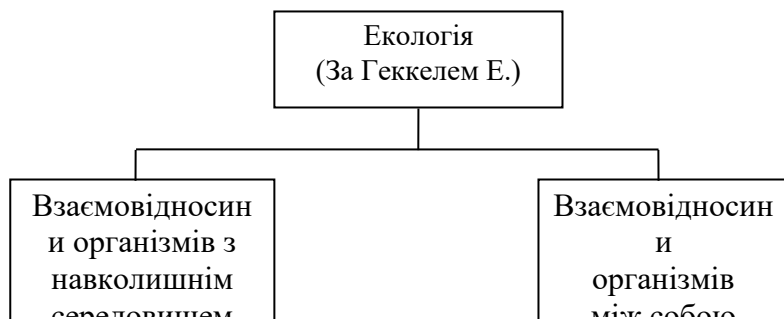 Екологія
(За Геккелем Е.)
Взаємовідносин
и організмів з
навколишнім
середовищем
Взаємовідносин
и
організмів
між собою